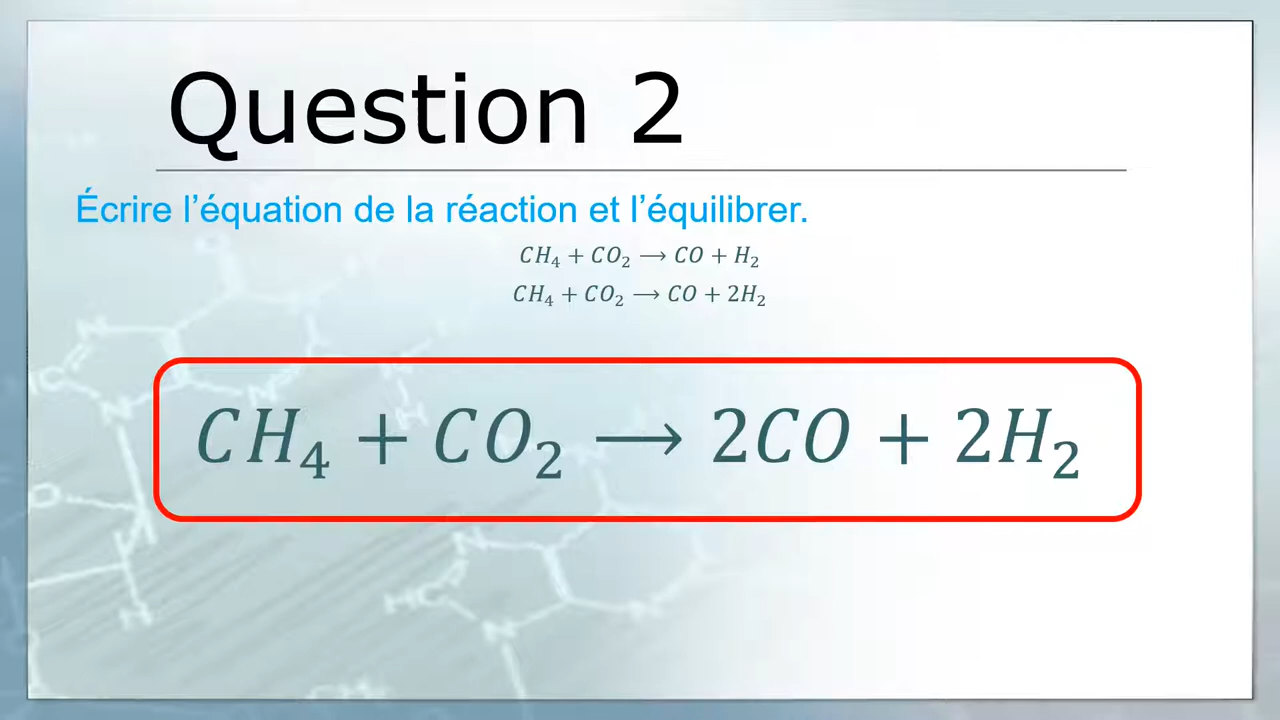 Question 2
Écrire l’équation de la réaction et l’équilibrer.
CH₄ + CO₂ ⟶ CO + H₂
CH₄ + CO₂ ⟶ CO + 2H₂
CH₄ + CO₂ ⟶ 2CO + 2H₂